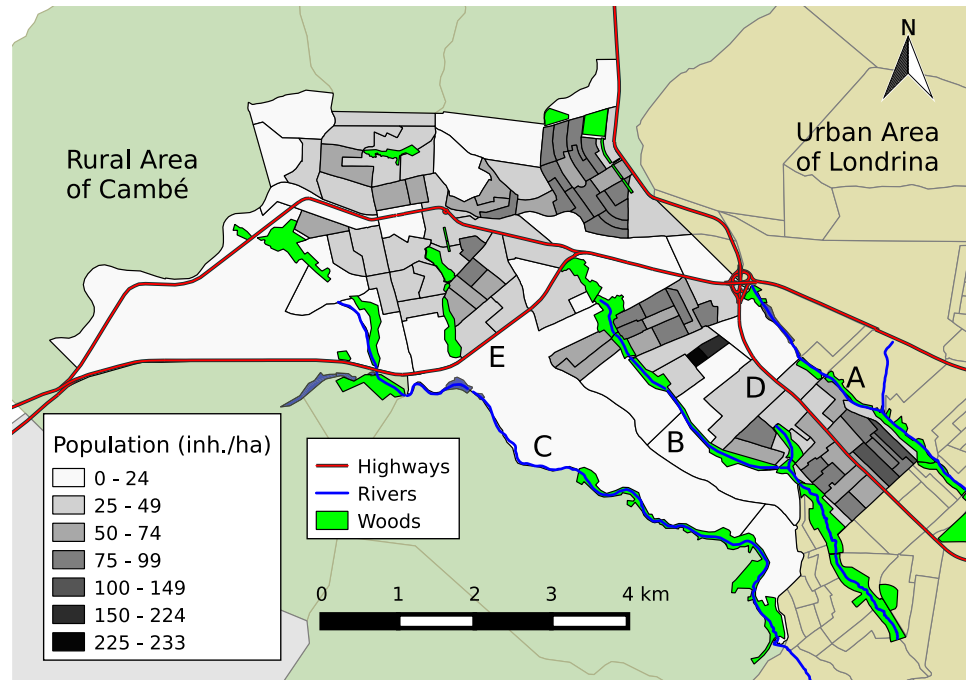 N
Rural Area
of Cambé
Urban Area
of Londrina
A
B
C
D
E
Population (inh./ha)
0 - 24
25 - 49
50 - 74
75 - 99
100 - 149
150 - 224
225 - 233
Highways
Rivers
Woods
0 1 2 3 4 km